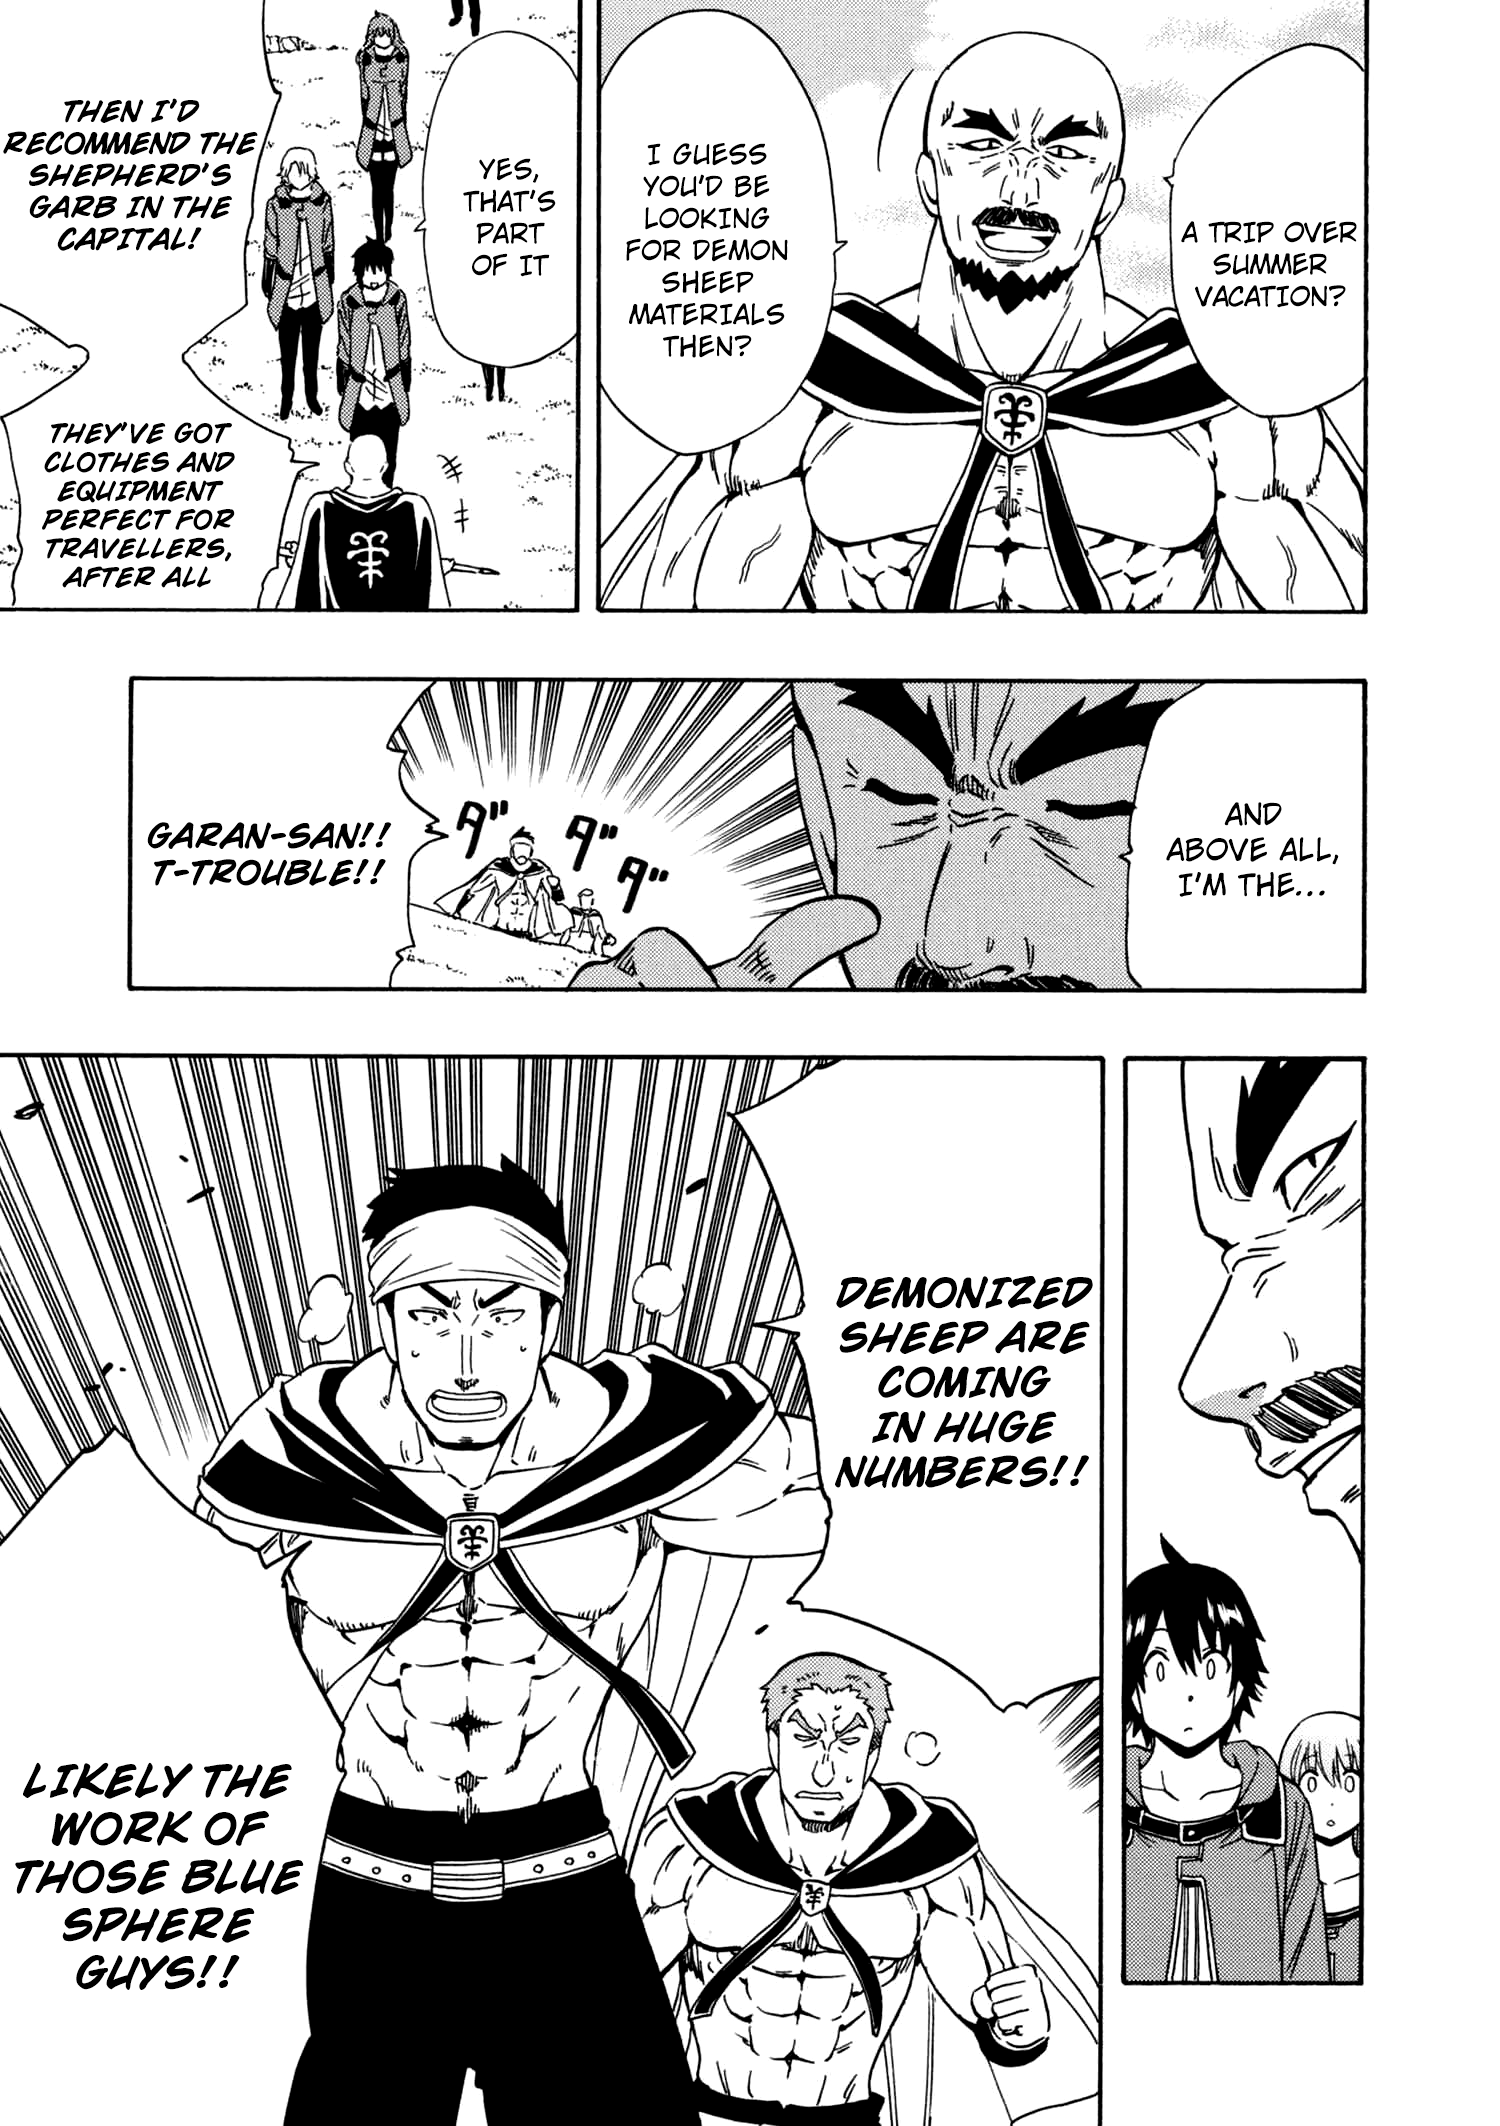 A TRIP OVER
SUMMER
VACATION?
I GUESS
YOU'D BE
LOOKING
FOR DEMON
SHEEP
MATERIALS
THEN?
YES,
THAT'S
PART
OF IT
THEN I'D
RECOMMEND THE
SHEPHERD'S
GARB IN THE
CAPITAL!
THEY'VE GOT
CLOTHES AND
EQUIPMENT
PERFECT FOR
TRAVELLERS,
AFTER ALL
AND
ABOVE ALL,
I'M THE...
ダ"
ダ"
ダ"
GARAN-SAN!!
T-TROUBLE!!
DEMONIZED
SHEEP ARE
COMING
IN HUGE
NUMBERS!!
LIKELY THE
WORK OF
THOSE BLUE
SPHERE
GUYS!!